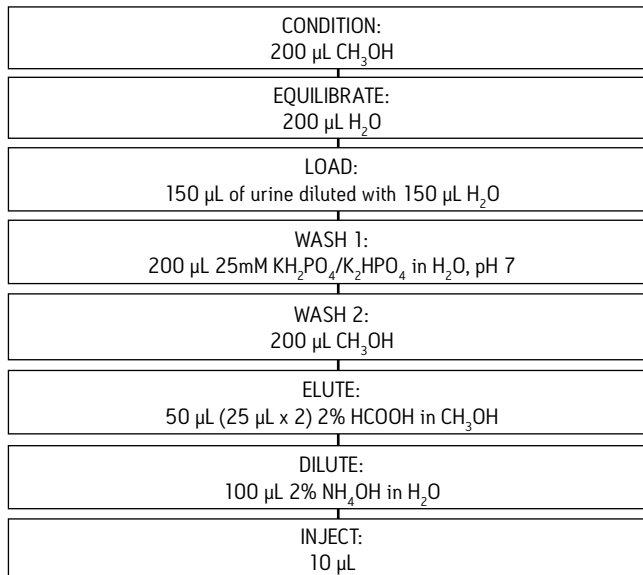 CONDITION:
200 µL CH₃OH
EQUILIBRATE:
200 µL H₂O
LOAD:
150 µL of urine diluted with 150 µL H₂O
WASH 1:
200 µL 25mM KH₂PO₄/K₂HPO₄ in H₂O, pH 7
WASH 2:
200 µL CH₃OH
ELUTE:
50 µL (25 µL x 2) 2% HCOOH in CH₃OH
DILUTE:
100 µL 2% NH₄OH in H₂O
INJECT:
10 µL